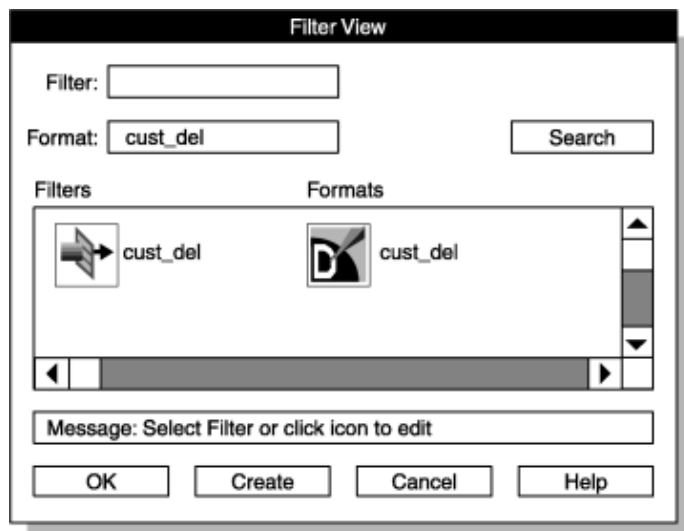 Filter View
Filter:
Format: cust_del
Search
Filters Formats
cust_del D cust_del
Message: Select Filter or click icon to edit
OK Create Cancel Help